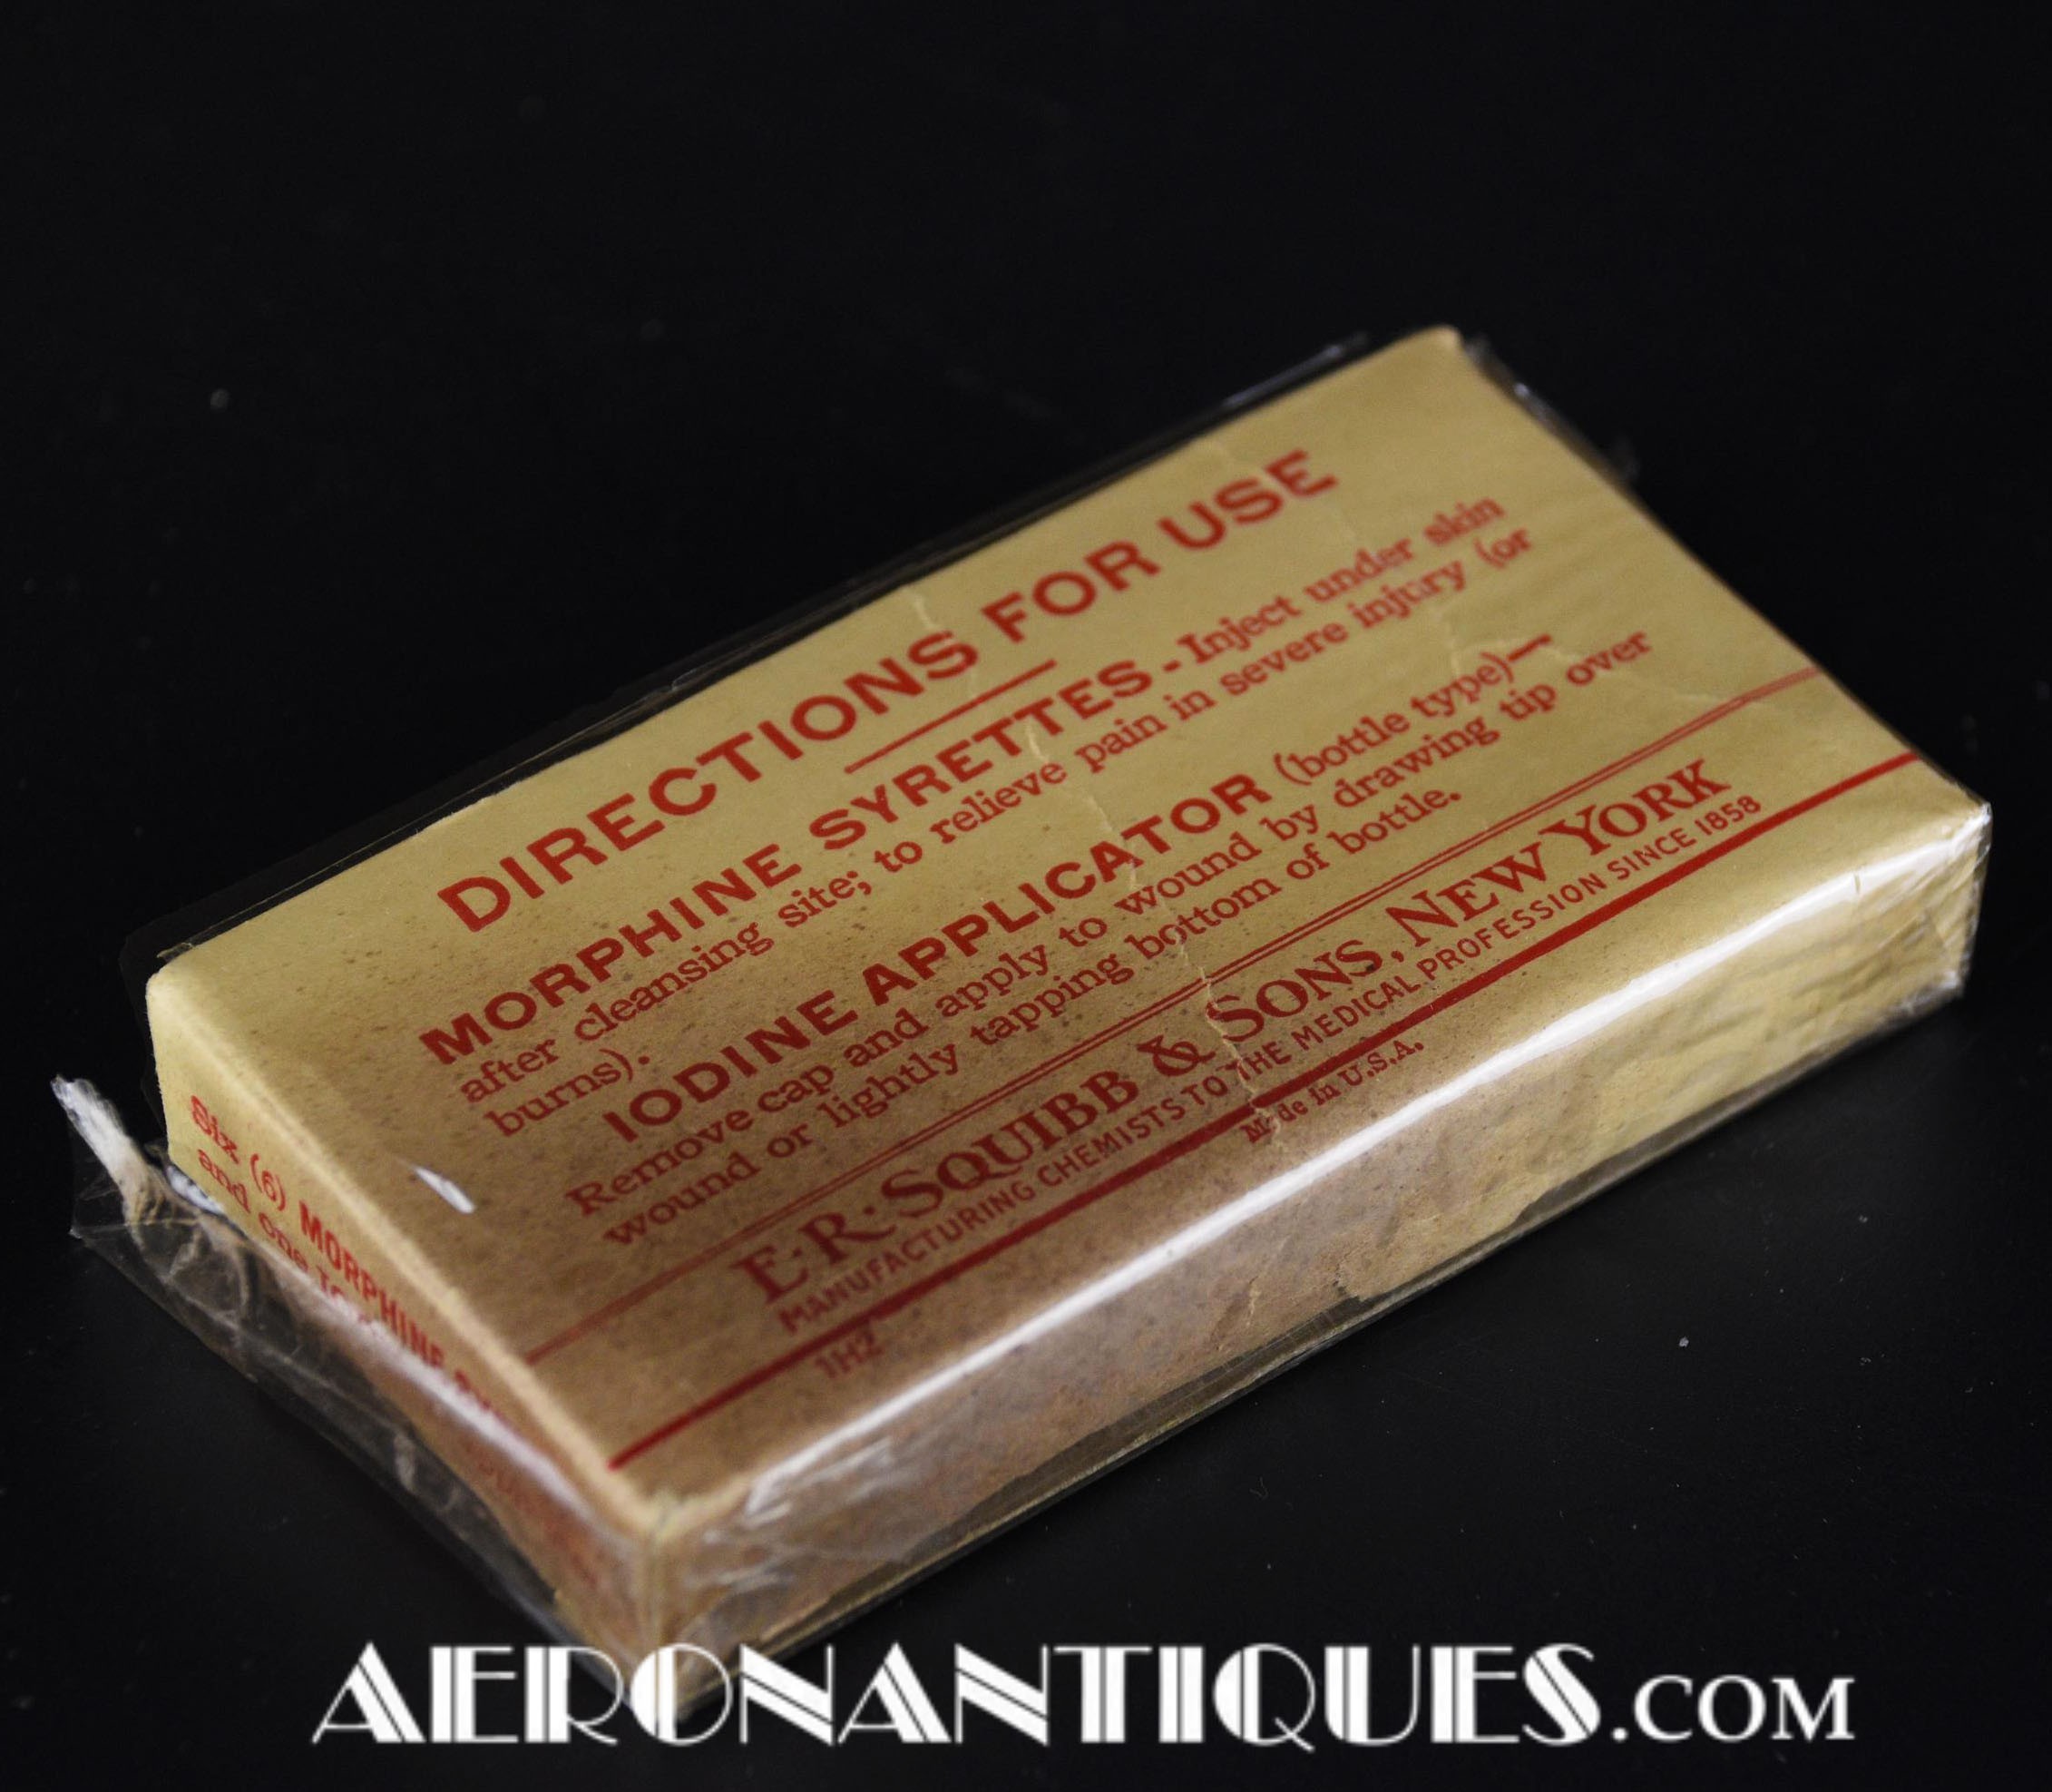 DIRECTIONS FOR USE
MORPHINE SYRETTES - Inject under skin
after cleansing site; to relieve pain in severe injury (or
burns).
IODINE APPLICATOR (bottle type)—
Remove cap and apply to wound by drawing tip over
wound or lightly tapping bottom of bottle.
E·R·SQUIBB & SONS, NEW YORK
MANUFACTURING CHEMISTS TO THE MEDICAL PROFESSION SINCE 1858
1H2 Made in U.S.A.
Six (6) MORPHINE
and one
AERONANTIQUES.COM